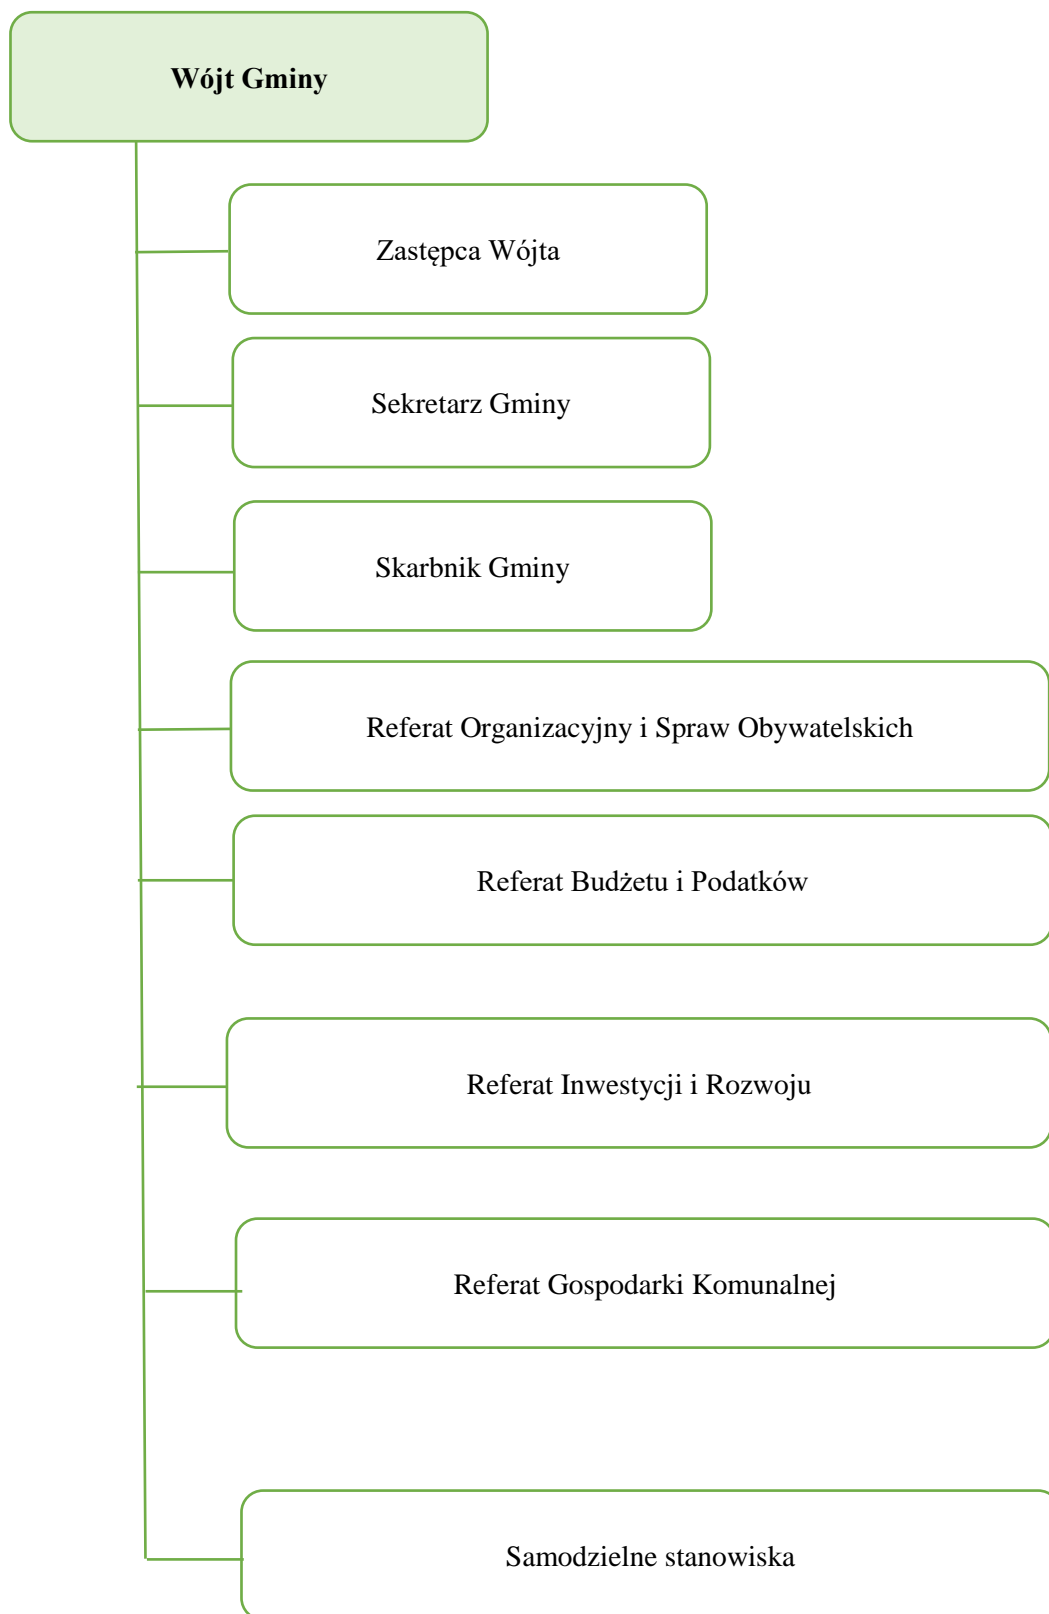 Wójt Gminy
Zastępca Wójta
Sekretarz Gminy
Skarbnik Gminy
Referat Organizacyjny i Spraw Obywatelskich
Referat Budżetu i Podatków
Referat Inwestycji i Rozwoju
Referat Gospodarki Komunalnej
Samodzielne stanowiska